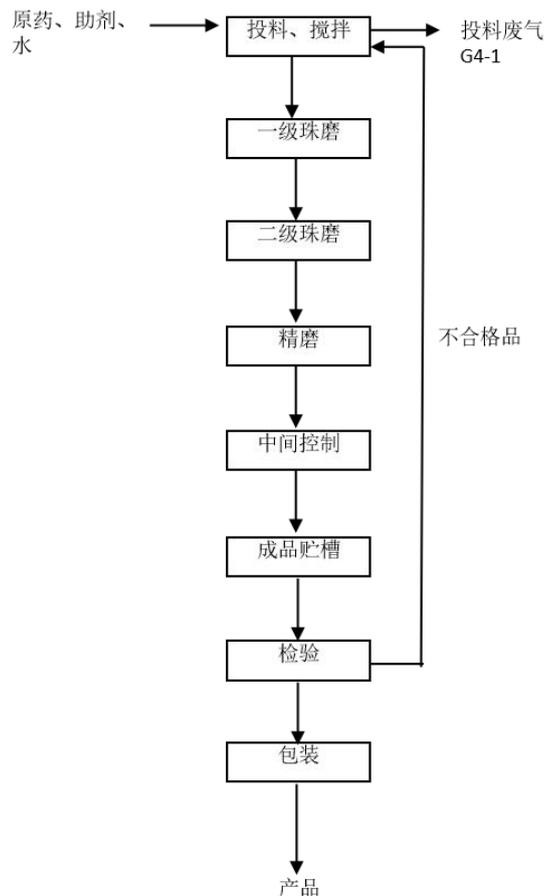 原药、助剂、
水
投料、搅拌
投料废气
G4-1
一级珠磨
二级珠磨
精磨
不合格品
中间控制
成品贮槽
检验
包装
产品